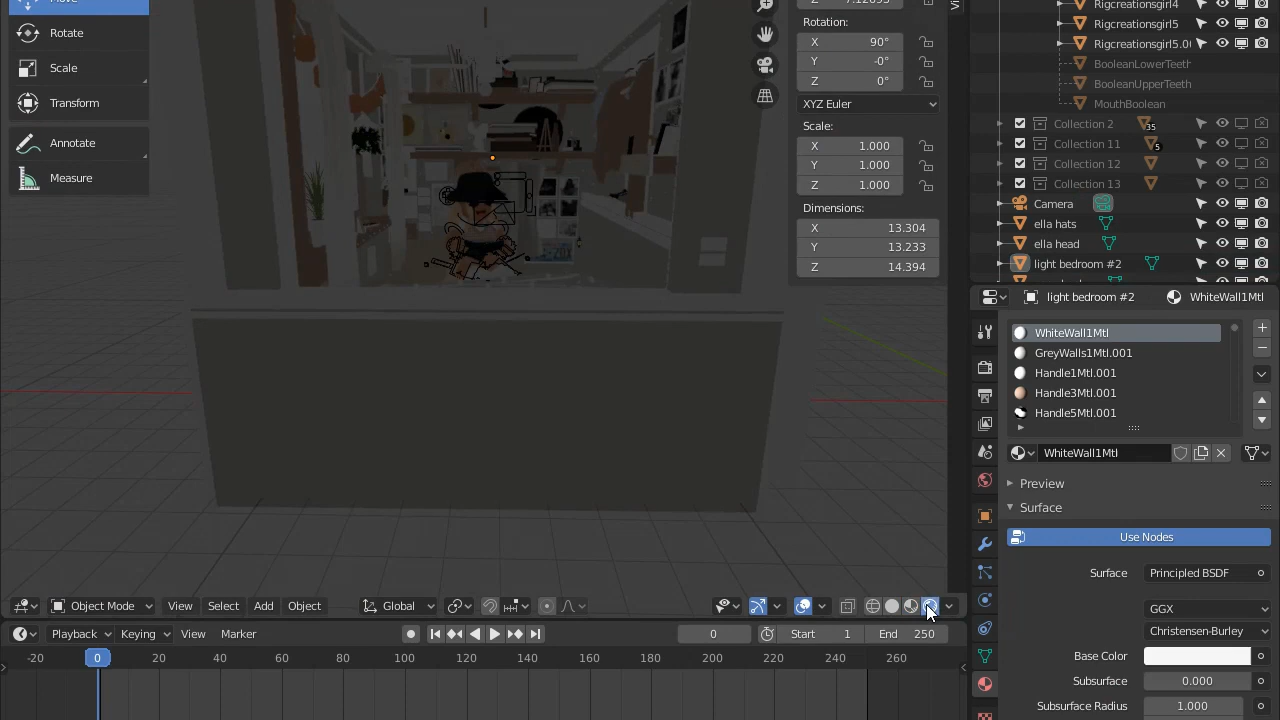 Move
Rotate
Scale
Transform
Annotate
Measure
Rotation:
X 90°
Y -0°
Z 0°
XYZ Euler
Scale:
X 1.000
Y 1.000
Z 1.000
Dimensions:
X 13.304
Y 13.233
Z 14.394
Rigcreationsgirl4
Rigcreationsgirl5
Rigcreationsgirl5.0
BooleanLowerTeeth
BooleanUpperTeeth
MouthBoolean
Collection 2 35
Collection 11 5
Collection 12
Collection 13
Camera
ella hats
ella head
light bedroom #2
light bedroom #2 WhiteWall1Mtl
WhiteWall1Mtl
GreyWalls1Mtl.001
Handle1Mtl.001
Handle3Mtl.001
Handle5Mtl.001
WhiteWall1Mtl
Preview
Surface
Use Nodes
Surface Principled BSDF
GGX
Christensen-Burley
Base Color
Subsurface 0.000
Subsurface Radius 1.000
Object Mode View Select Add Object Global
Playback Keying View Marker 0 Start 1 End 250
-20 0 20 40 60 80 100 120 140 160 180 200 220 240 260